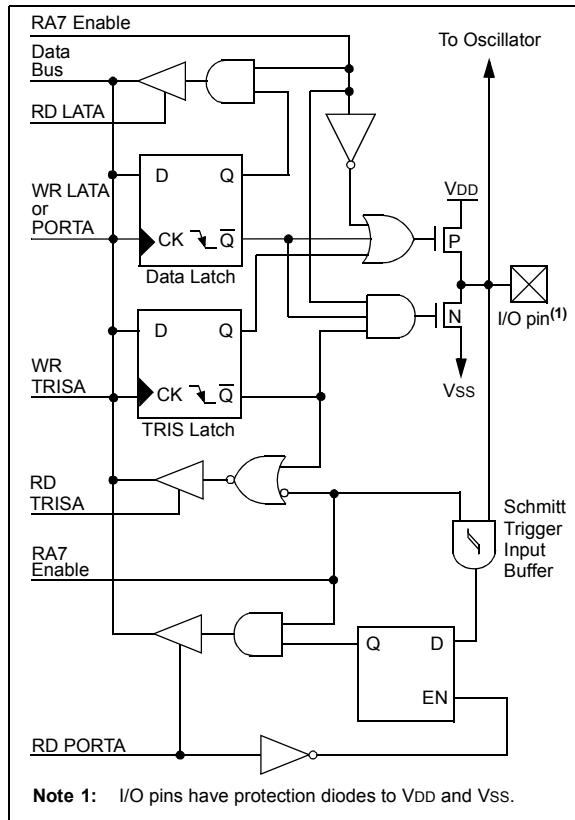 RA7 Enable
Data
Bus
To Oscillator
RD LATA
D Q
VDD
WR LATA
or
PORTA
CK Q
P
Data Latch
I/O pin(1)
N
D Q
WR
TRISA
CK Q
VSS
TRIS Latch
RD
TRISA
Schmitt
Trigger
Input
Buffer
RA7
Enable
Q D
EN
RD PORTA
Note 1: I/O pins have protection diodes to VDD and VSS.